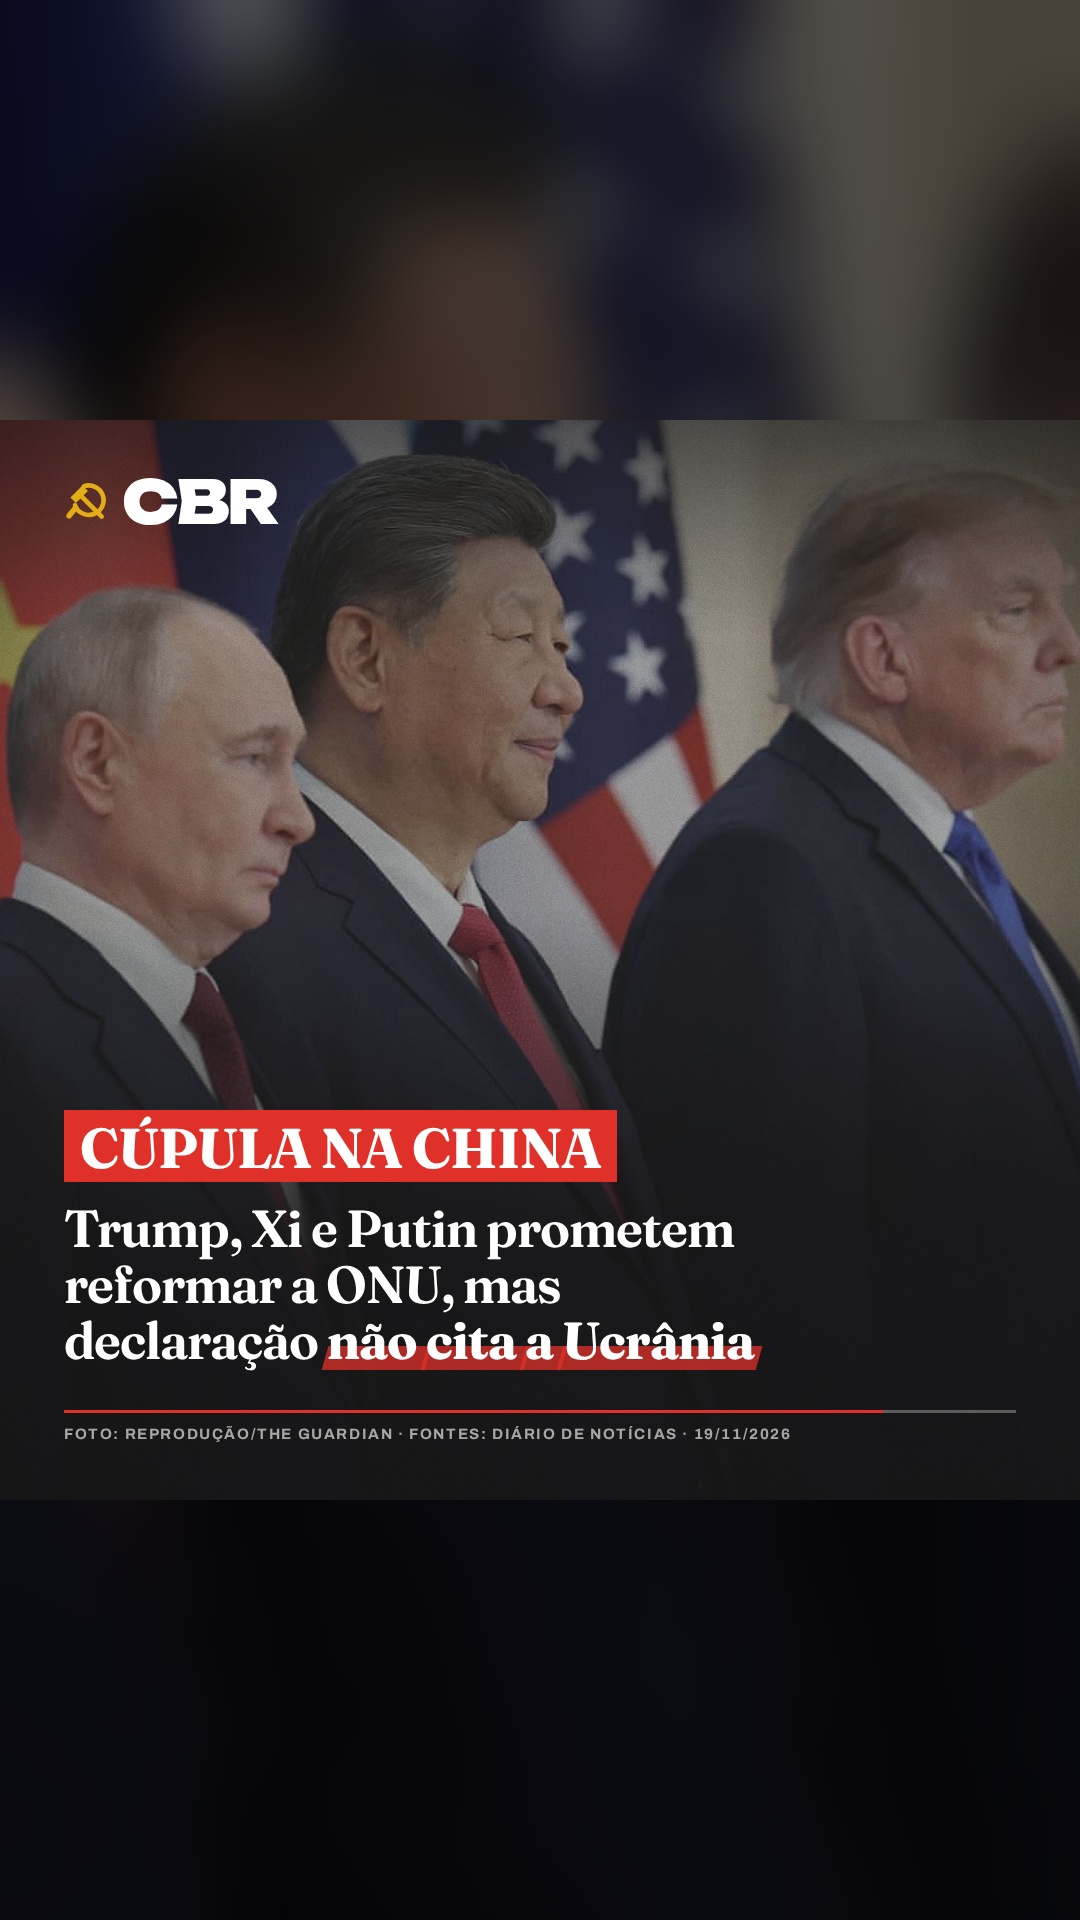 CBR
CÚPULA NA CHINA
Trump, Xi e Putin prometem
reformar a ONU, mas
declaração não cita a Ucrânia
FOTO: REPRODUÇÃO/THE GUARDIAN · FONTES: DIÁRIO DE NOTÍCIAS · 19/11/2026